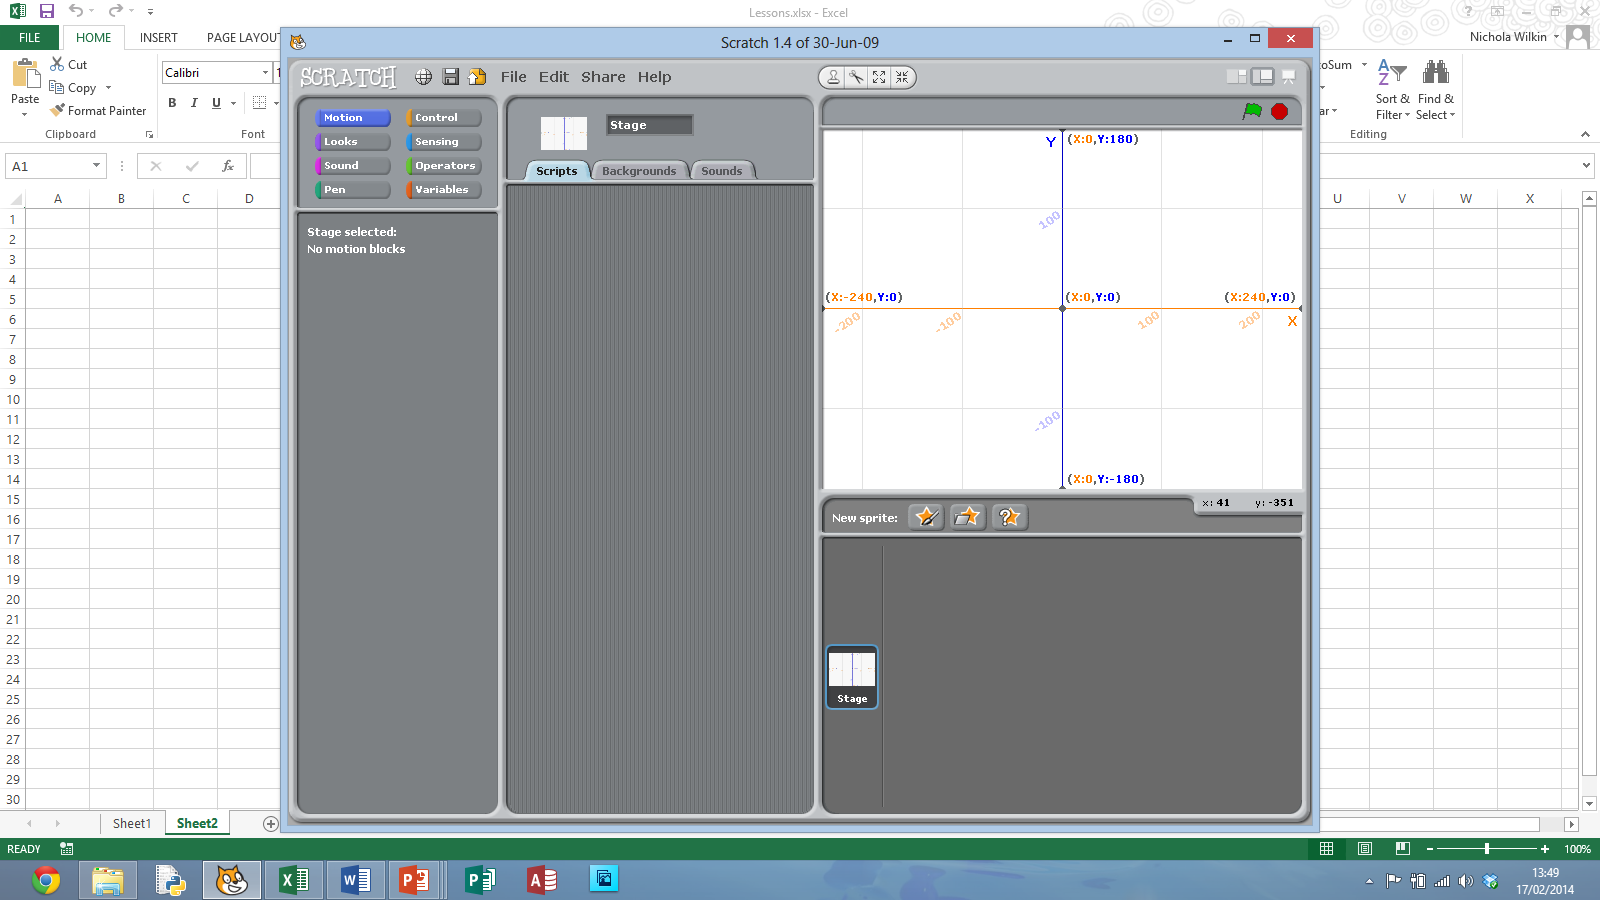 Lessons.xlsx - Excel
FILE HOME INSERT PAGE LAYOU
Nichola Wilkin
Cut
Copy
Format Painter
Paste
Clipboard
Calibri
B I U
Font
toSum
Sort & Filter
Find & Select
Editing
A1
fx
A B C D U V W X
1
2
3
4
5
6
7
8
9
10
11
12
13
14
15
16
17
18
19
20
21
22
23
24
25
26
27
28
29
30
Scratch 1.4 of 30-Jun-09
SCRATCH File Edit Share Help
Motion Control
Looks Sensing
Sound Operators
Pen Variables
Stage selected:
No motion blocks
Stage
Scripts Backgrounds Sounds
Y (X:0,Y:180)
100
(X:-240,Y:0) (X:0,Y:0) (X:240,Y:0)
-200 -100 100 200 X
-100
(X:0,Y:-180)
x: 41 y: -351
New sprite:
Stage
Sheet1 Sheet2
READY
100%
13:49
17/02/2014